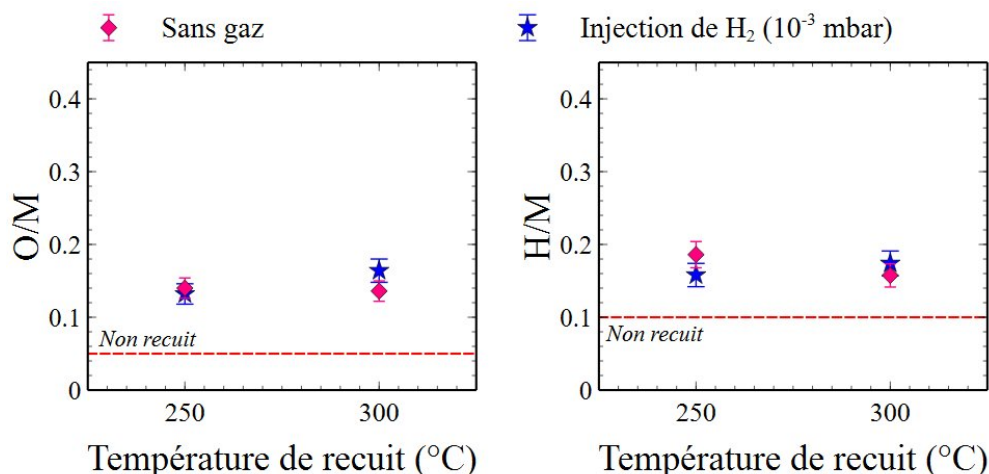 Sans gaz
Injection de H₂ (10⁻³ mbar)
O/M
0.4
0.3
0.2
0.1
0
Non recuit
250
300
Température de recuit (°C)
H/M
0.4
0.3
0.2
0.1
0
Non recuit
250
300
Température de recuit (°C)